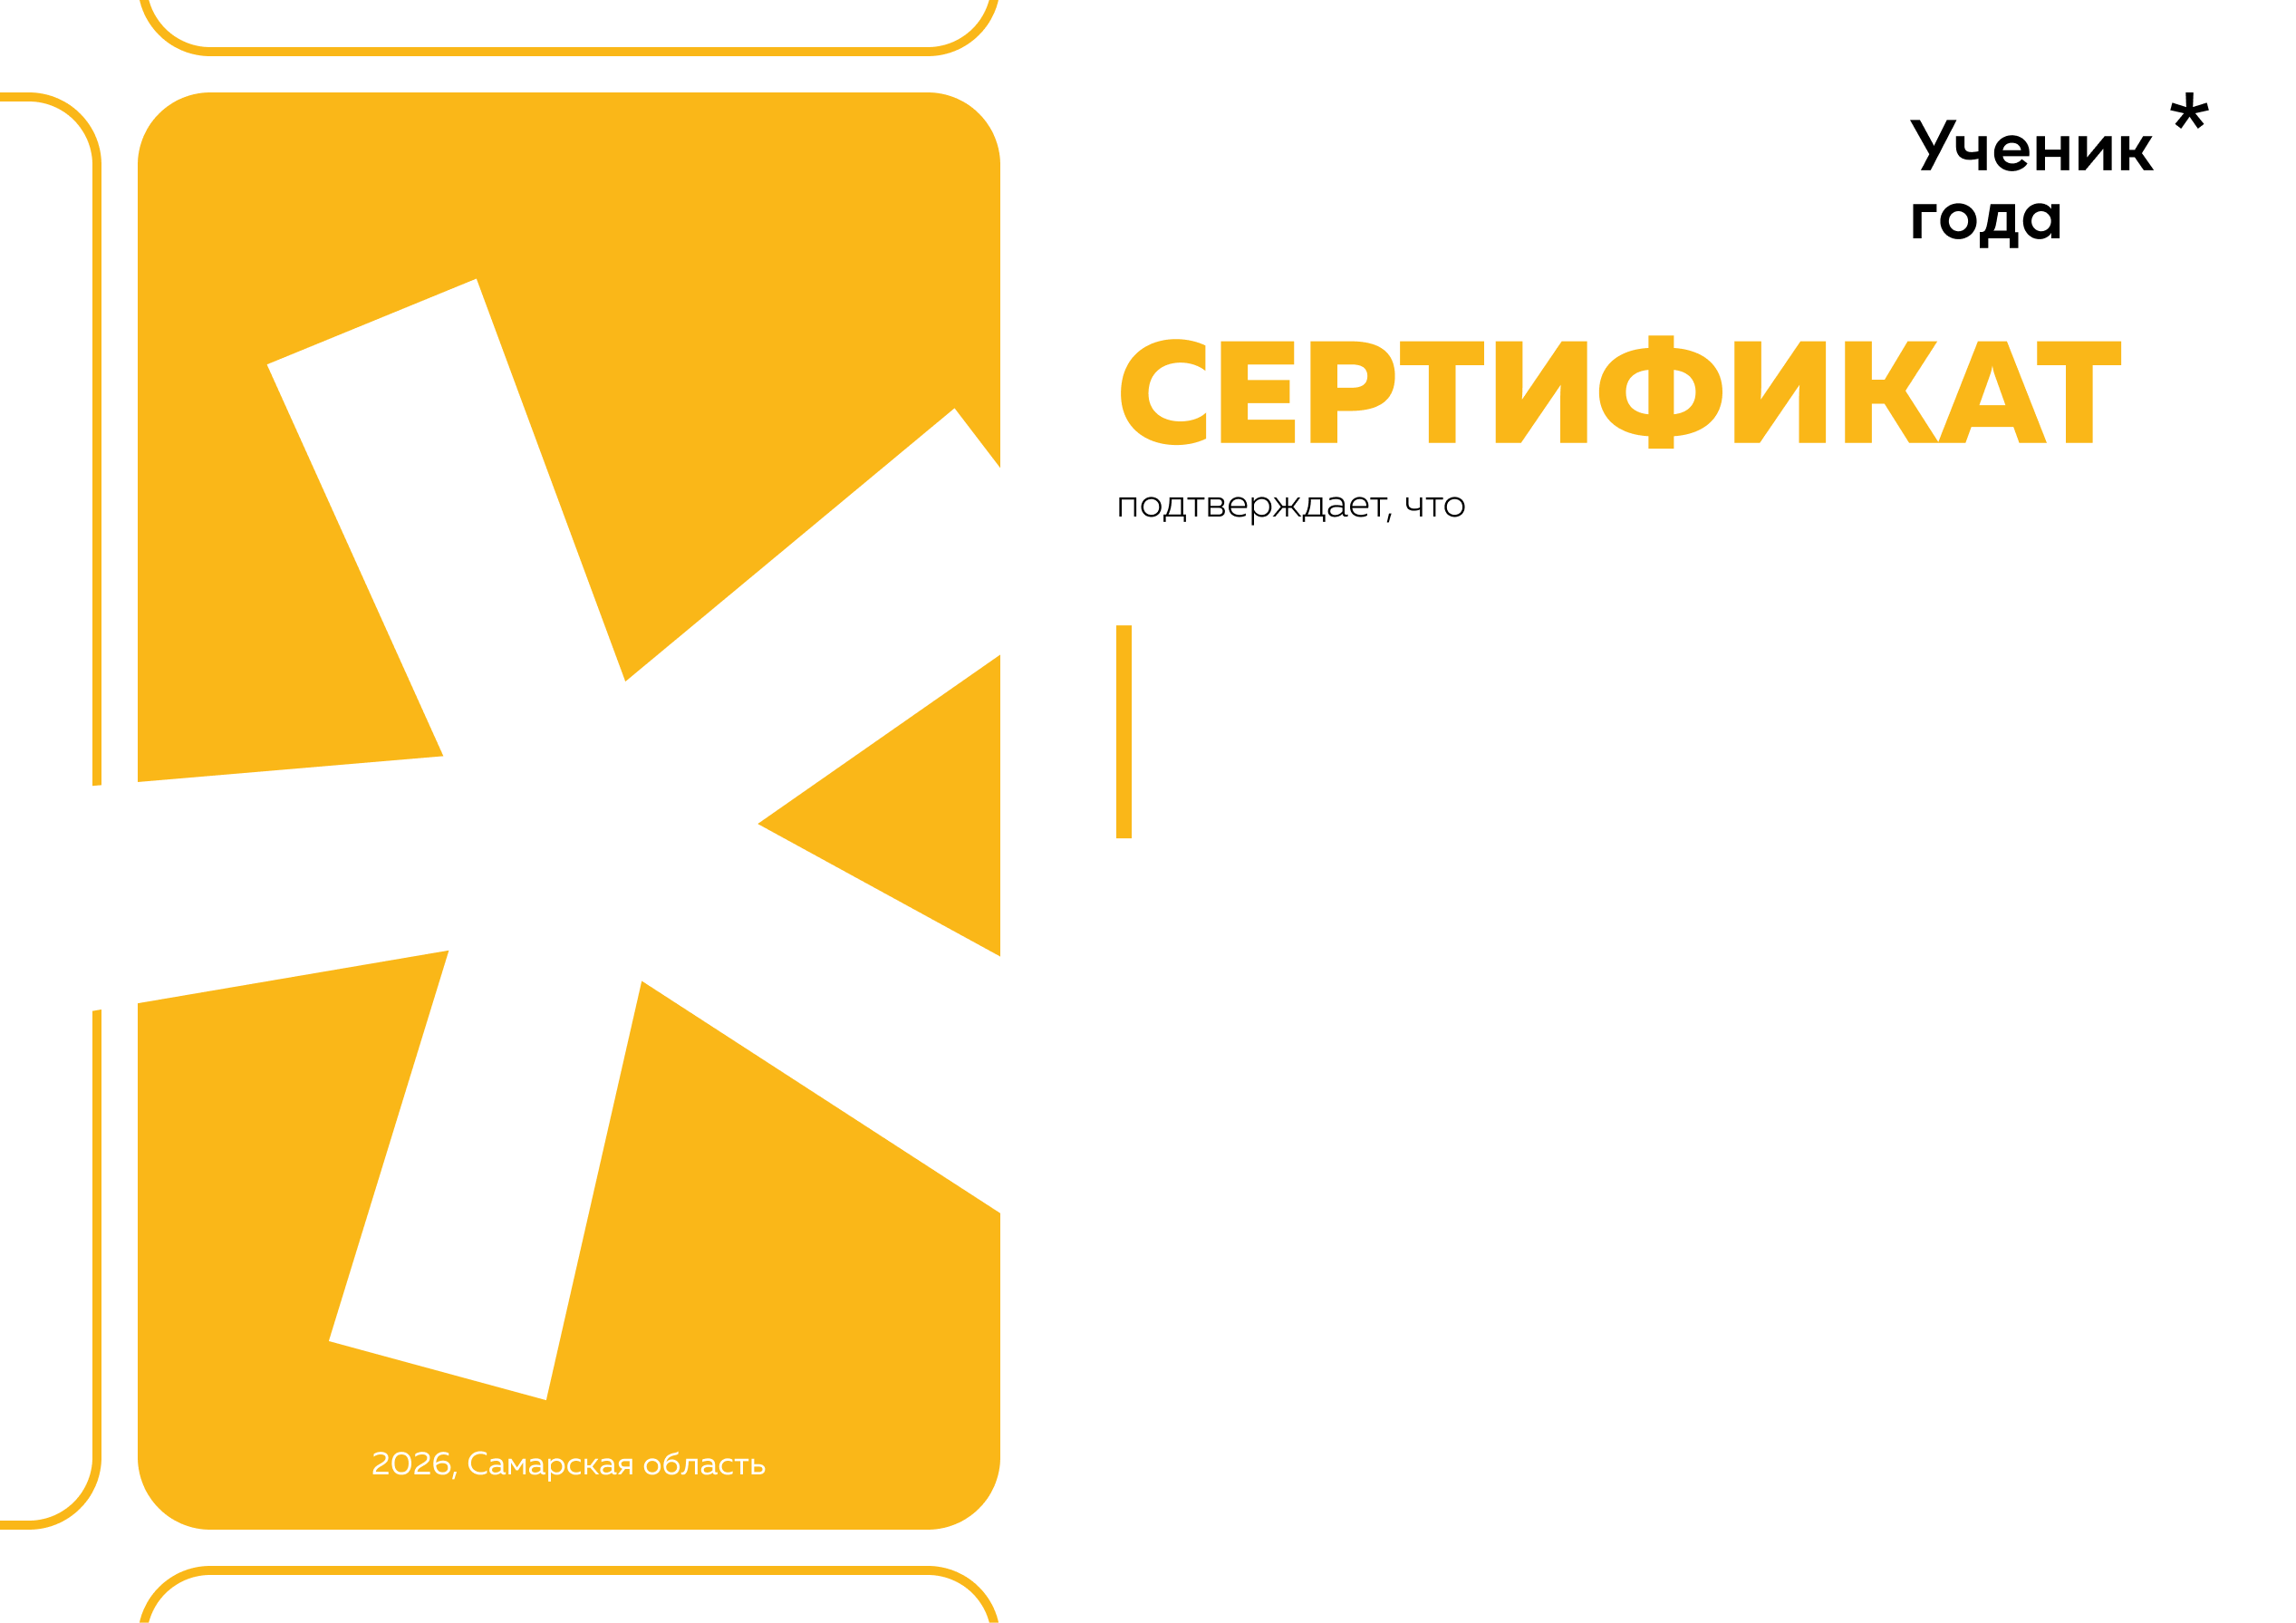 Ученик *
года
СЕРТИФИКАТ
подтверждает, что
2026, Самарская область